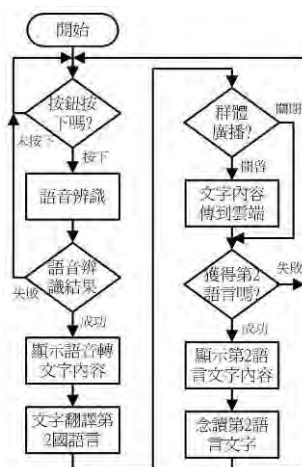 開始
按鈕按
下嗎?
未按下
按下
語音辨識
語音辨
識結果
失敗
成功
顯示語音轉
文字內容
文字翻譯第
2國語言
群體
廣播?
關閉
開啓
文字內容
傳到雲端
獲得第2
語言嗎?
失敗
成功
顯示第2語
言文字內容
念讀第2語
言文字